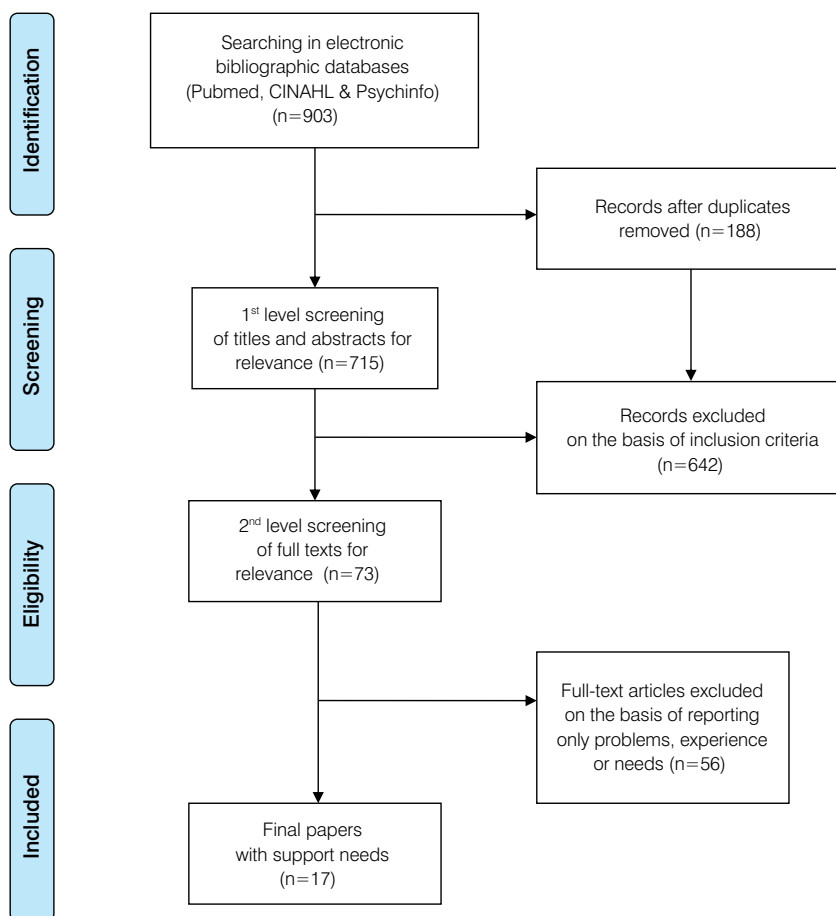 Identification
Searching in electronic
bibliographic databases
(Pubmed, CINAHL & Psychinfo)
(n=903)
Records after duplicates
removed (n=188)
Screening
1st level screening
of titles and abstracts for
relevance (n=715)
Records excluded
on the basis of inclusion criteria
(n=642)
Eligibility
2nd level screening
of full texts for
relevance (n=73)
Full-text articles excluded
on the basis of reporting
only problems, experience
or needs (n=56)
Included
Final papers
with support needs
(n=17)